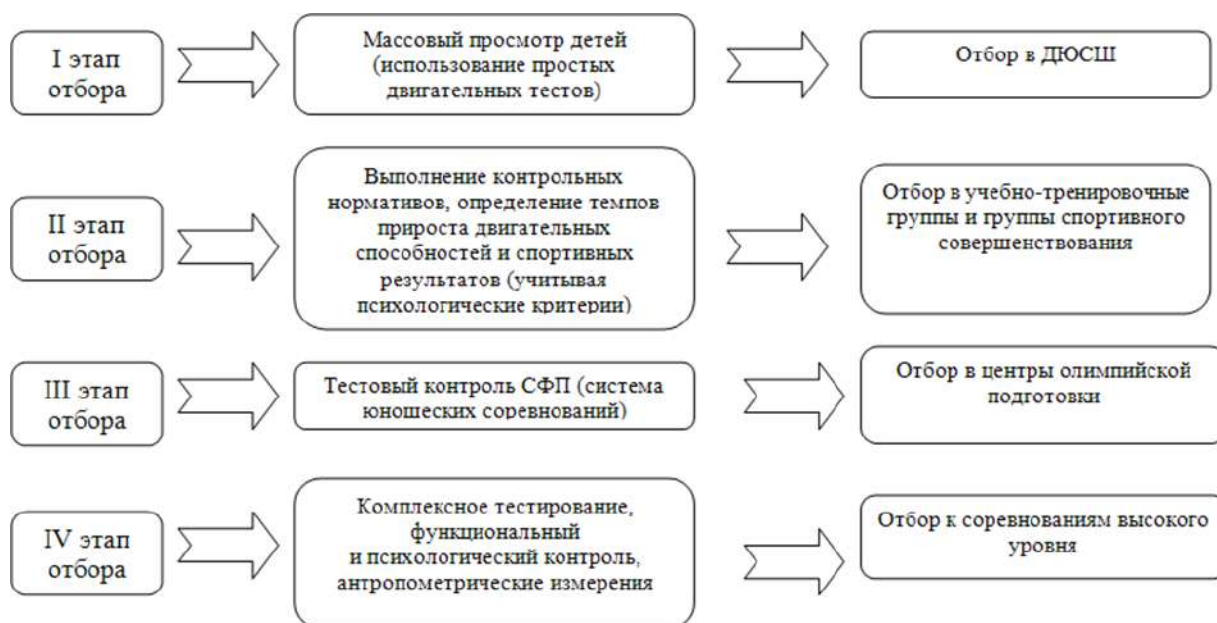 I этап
отбора
Массовый просмотр детей
(использование простых
двигательных тестов)
Отбор в ДЮСШ
II этап
отбора
Выполнение контрольных
нормативов, определение темпов
прироста двигательных
способностей и спортивных
результатов (учитывая
психологические критерии)
Отбор в учебно-тренировочные
группы и группы спортивного
совершенствования
III этап
отбора
Тестовый контроль СФП (система
юношеских соревнований)
Отбор в центры олимпийской
подготовки
IV этап
отбора
Комплексное тестирование,
функциональный
и психологический контроль,
антропометрические измерения
Отбор к соревнованиям высокого
уровня